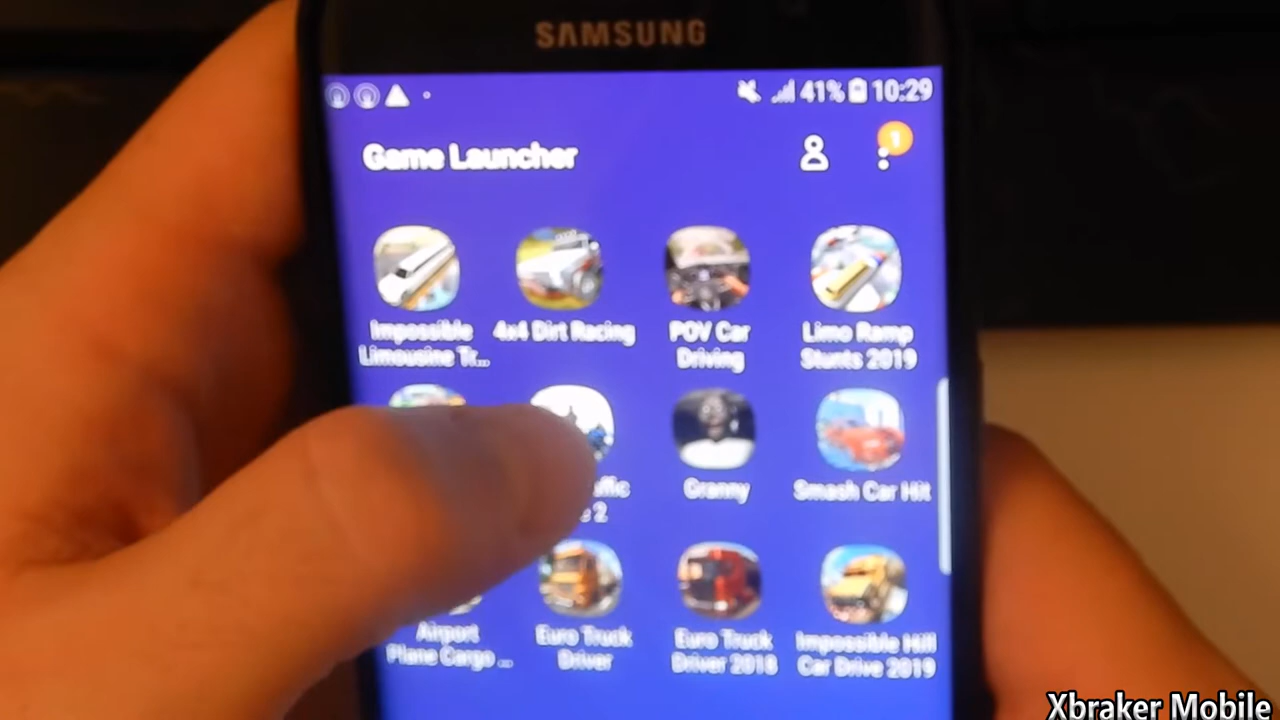 SAMSUNG
41% 10:29
Game Launcher
1
Impossible
Limousine Tr...
4x4 Dirt Racing
POV Car
Driving
Limo Ramp
Stunts 2019
2
Granny
Smash Car Hit
Airport
Plane Cargo ...
Euro Truck
Driver
Euro Truck
Driver 2018
Impossible Hill
Car Drive 2019
Xbraker Mobile